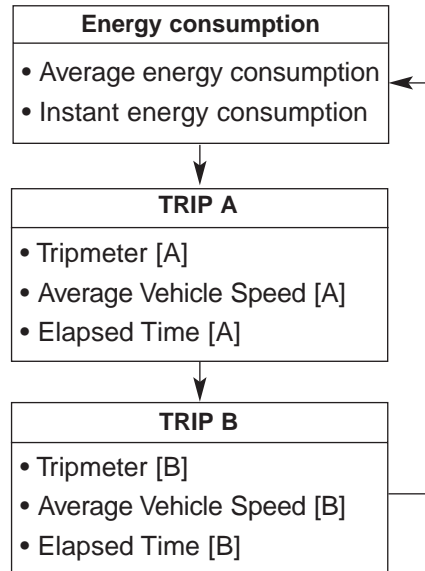 Energy consumption
• Average energy consumption
• Instant energy consumption
TRIP A
• Tripmeter [A]
• Average Vehicle Speed [A]
• Elapsed Time [A]
TRIP B
• Tripmeter [B]
• Average Vehicle Speed [B]
• Elapsed Time [B]